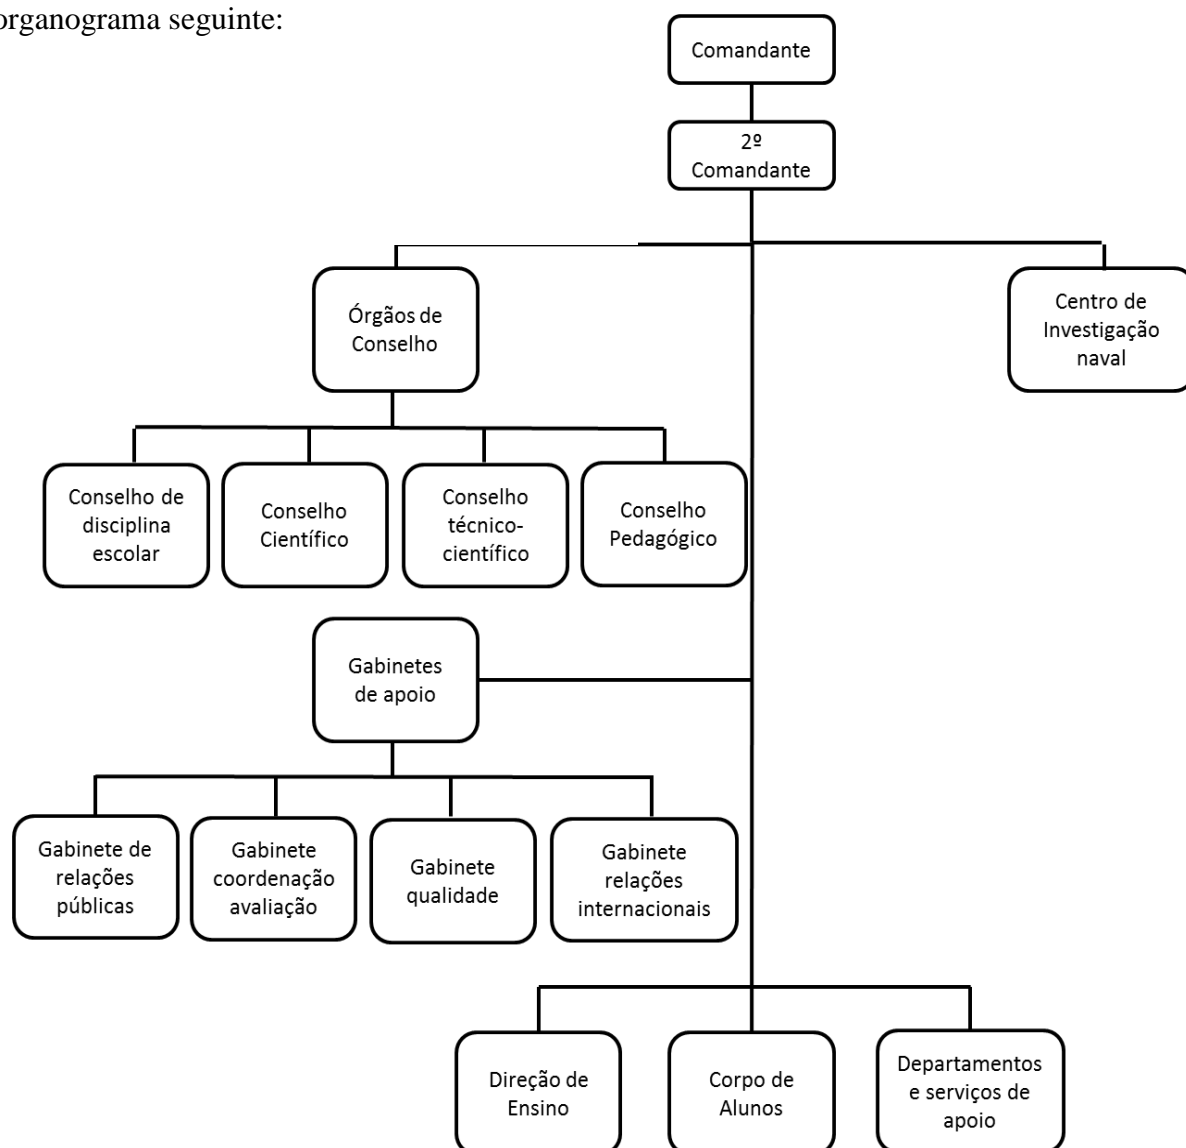 organograma seguinte:
Comandante
2º
Comandante
Órgãos de
Conselho
Centro de
Investigação
naval
Conselho de
disciplina
escolar
Conselho
Científico
Conselho
técnico-
científico
Conselho
Pedagógico
Gabinetes
de apoio
Gabinete de
relações
públicas
Gabinete
coordenação
avaliação
Gabinete
qualidade
Gabinete
relações
internacionais
Direção de
Ensino
Corpo de
Alunos
Departamentos
e serviços de
apoio